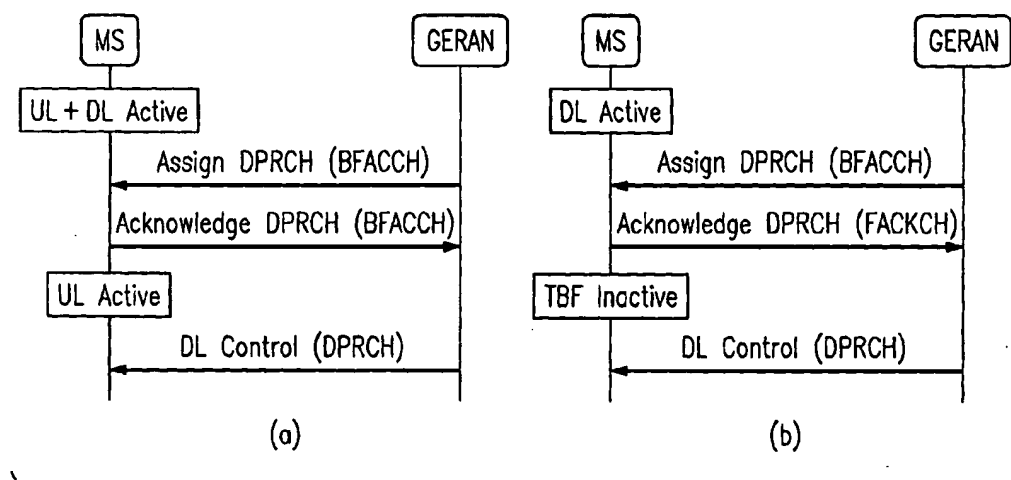 MS
GERAN
UL + DL Active
Assign DPRCH (BFACCH)
Acknowledge DPRCH (BFACCH)
UL Active
DL Control (DPRCH)
(a)
MS
GERAN
DL Active
Assign DPRCH (BFACCH)
Acknowledge DPRCH (FACKCH)
TBF Inactive
DL Control (DPRCH)
(b)